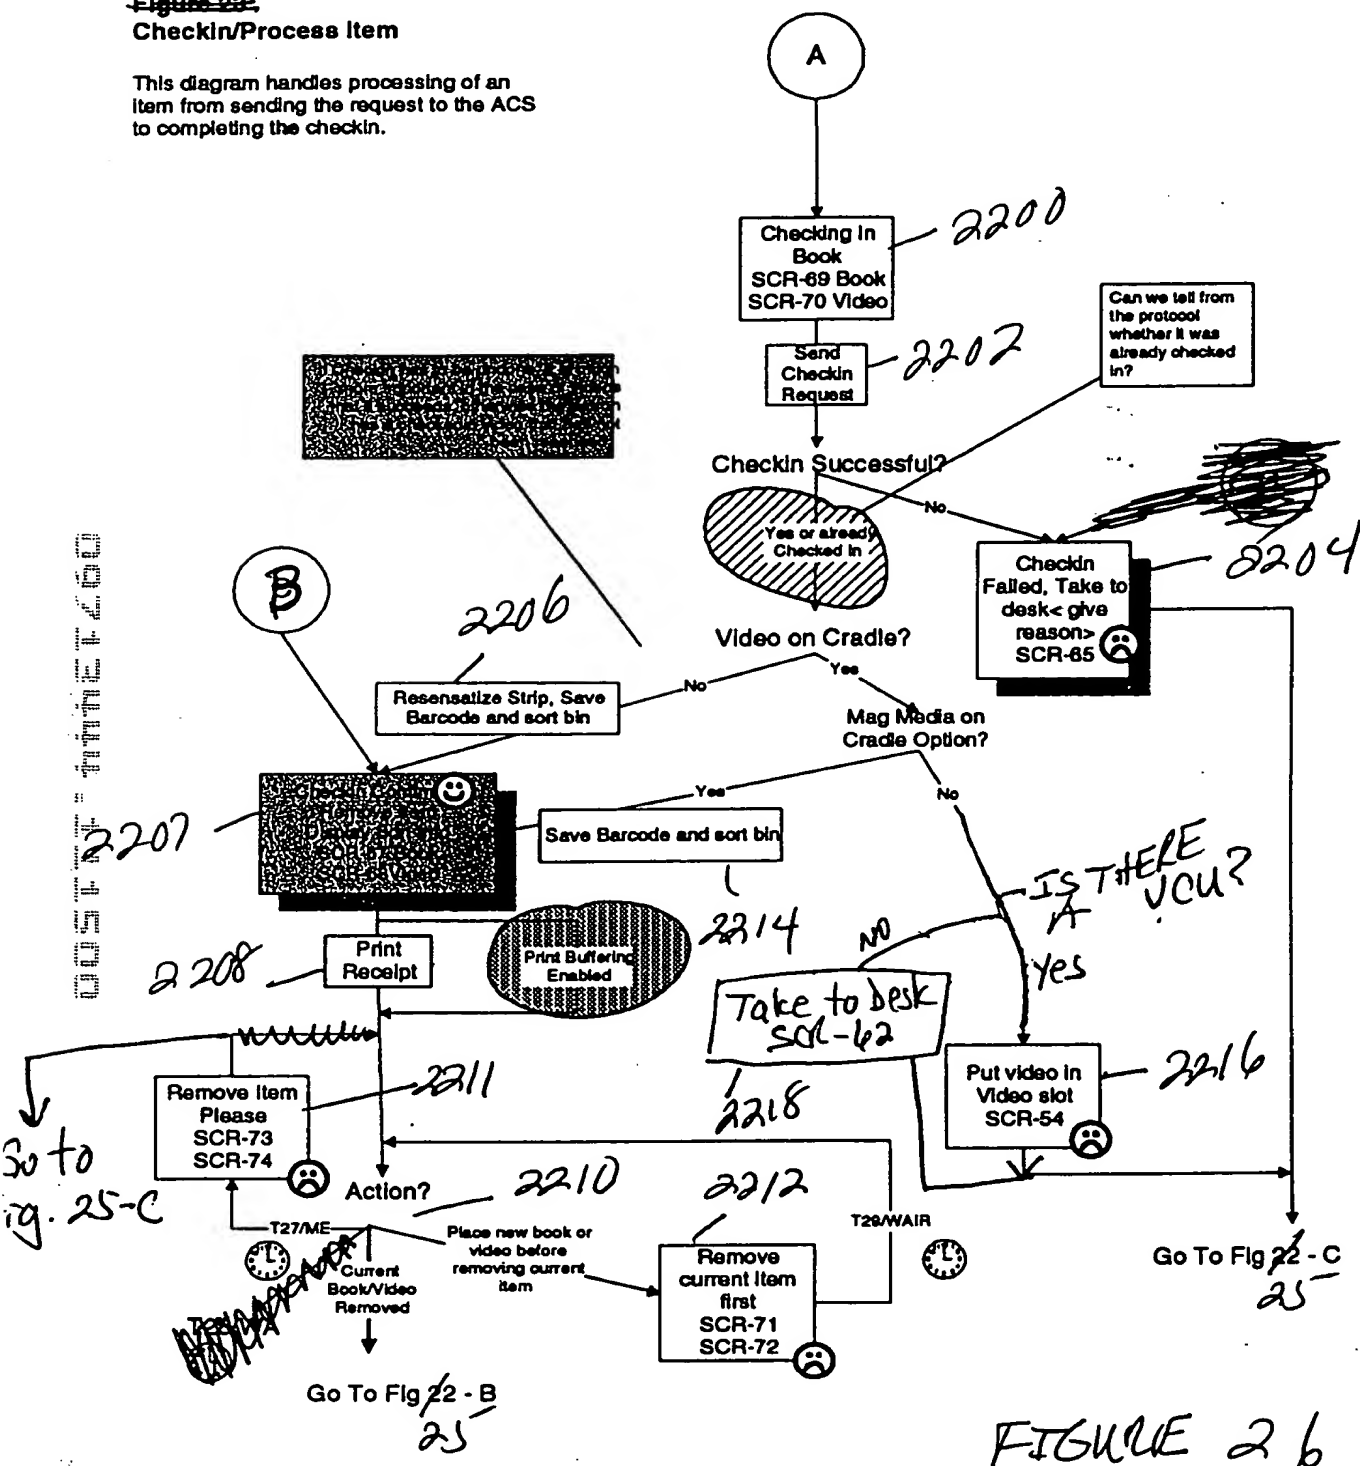 Figure 25.
Checkin/Process Item
This diagram handles processing of an
item from sending the request to the ACS
to completing the checkin.
A
Checking In
Book
SCR-69 Book
SCR-70 Video
2200
Send
Checkin
Request
2202
Can we tell from
the protocol
whether it was
already checked
in?
Checkin Successful?
No
Yes or already
Checked In
Checkin
Failed, Take to
desk< give
reason>
SCR-65
2204
B
2206
Video on Cradle?
No
Yes
Resensatize Strip, Save
Barcode and sort bin
Mag Media on
Cradle Option?
Yes
No
2207
Save Barcode and sort bin
2214
IS THERE
A VCU?
NO
Yes
Print
Receipt
2208
Print Buffering
Enabled
Take to Desk
SCR-62
2218
Put video in
Video slot
SCR-54
2216
Remove Item
Please
SCR-73
SCR-74
2211
Go to
ig. 25-C
Action?
2210
2212
T27/ME
Place new book or
video before
removing current
item
T29/WAIR
Current
Book/Video
Removed
Remove
current item
first
SCR-71
SCR-72
Go To Fig 22 - C
25
Go To Fig 22 - B
25
FIGURE 26